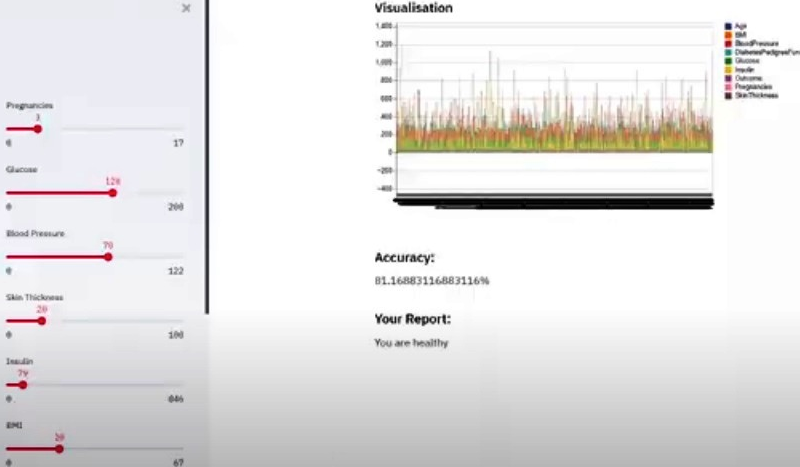 ×
Pregnancies
3
0 17
Glucose
120
0 200
Blood Pressure
70
0 122
Skin Thickness
20
0 100
Insulin
79
0 846
BMI
20
0 67
Visualisation
1,400
1,200
1,000
800
600
400
200
0
-200
-400
Age
BMI
BloodPressure
DiabetesPedigreeFun
Glucose
Insulin
Outcome
Pregnancies
SkinThickness
Accuracy:
81.16883116883116%
Your Report:
You are healthy